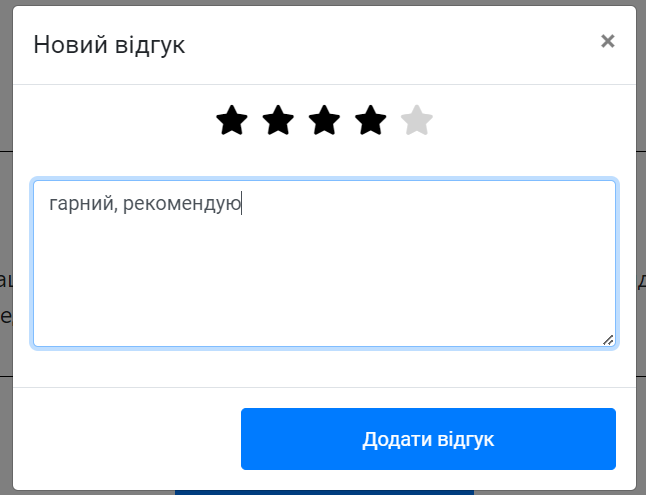 Новий відгук
×
гарний, рекомендую
Додати відгук